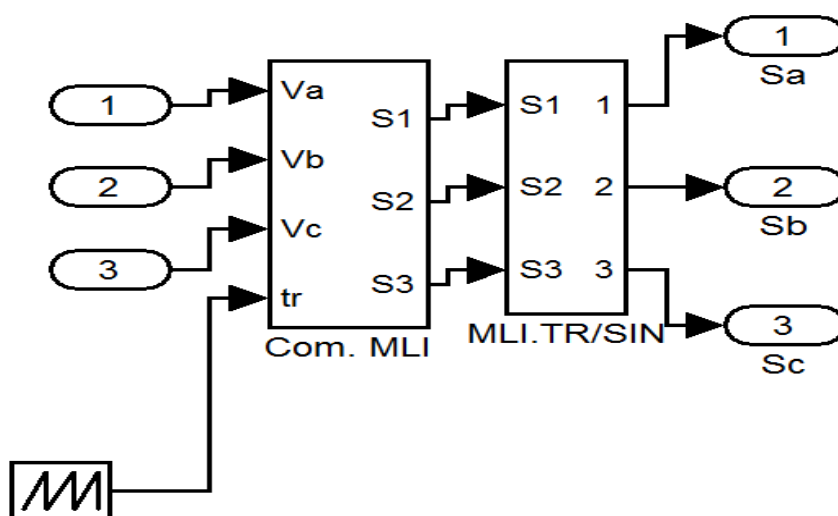 1
2
3
Va
Vb
Vc
tr
S1
S2
S3
Com. MLI
S1
S2
S3
1
2
3
MLI.TR/SIN
1
Sa
2
Sb
3
Sc